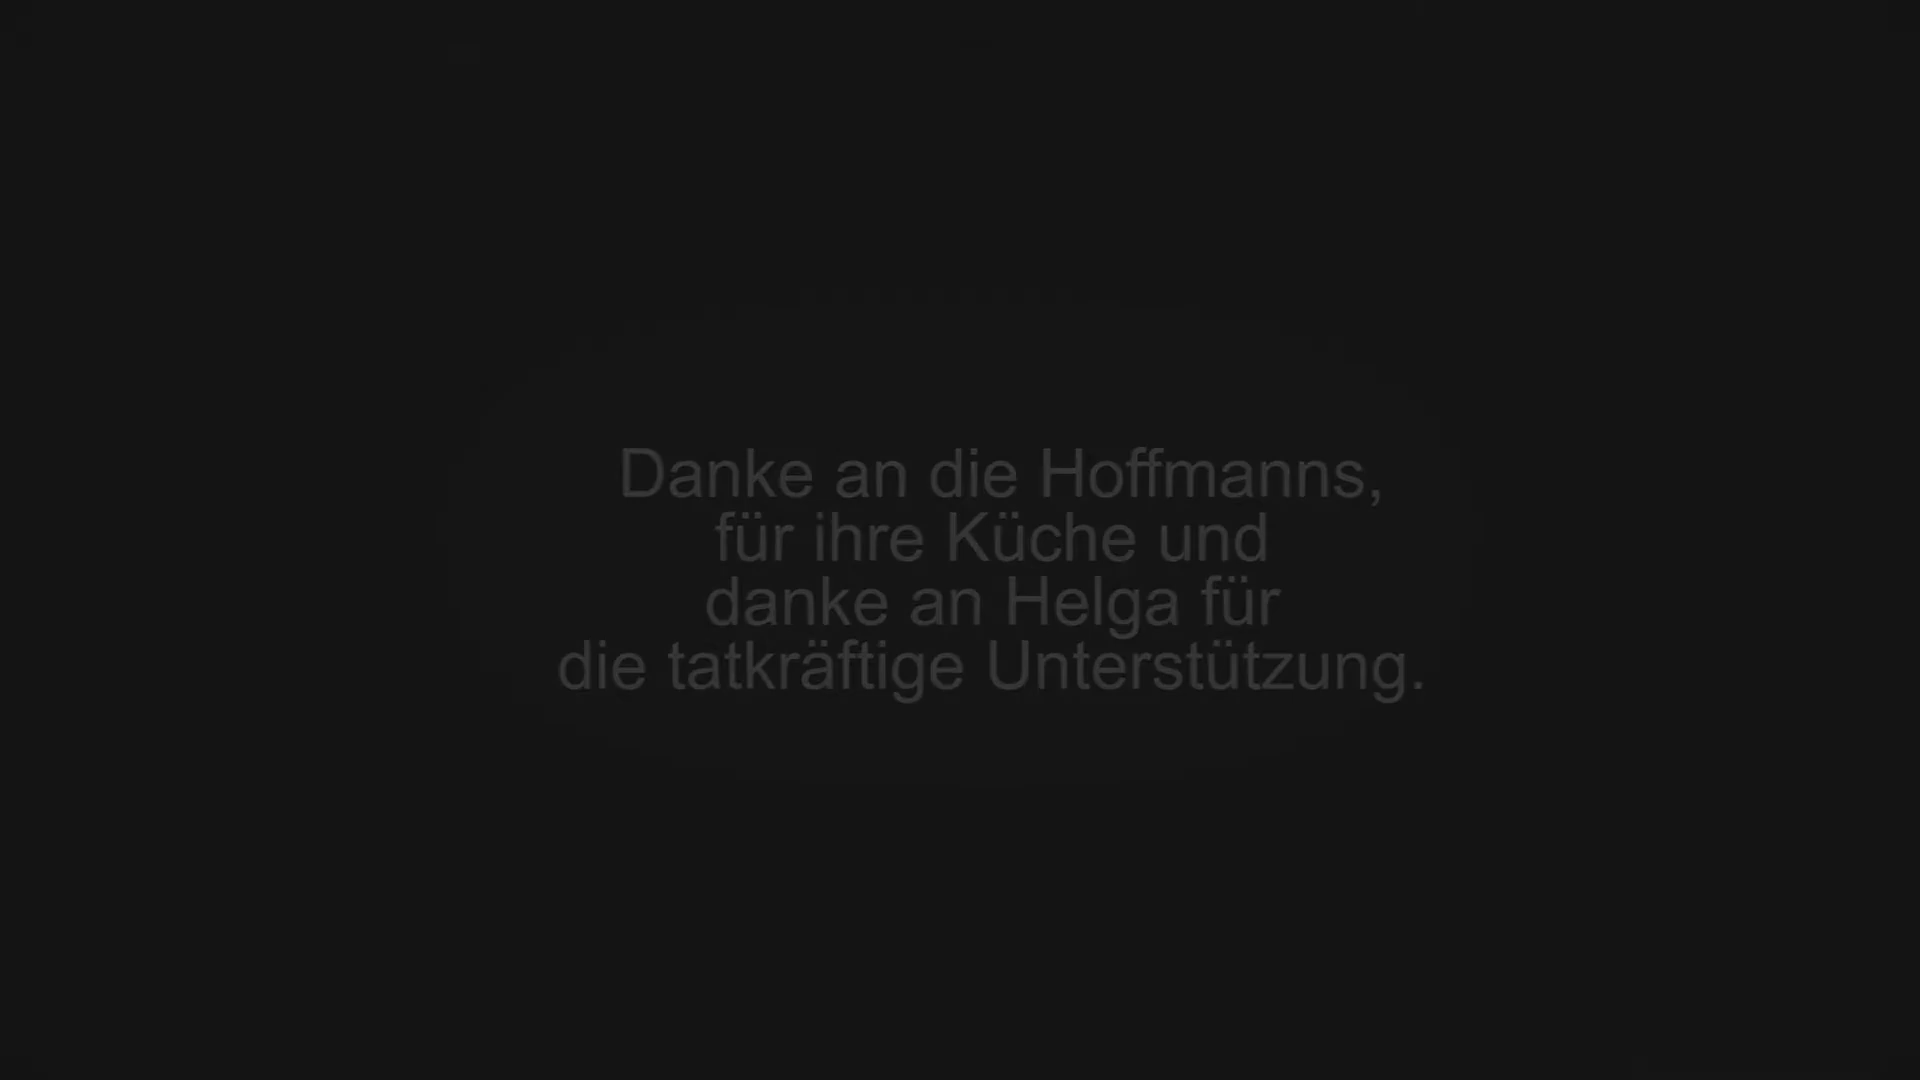 Danke an die Hoffmanns,
für ihre Küche und
danke an Helga für
die tatkräftige Unterstützung.